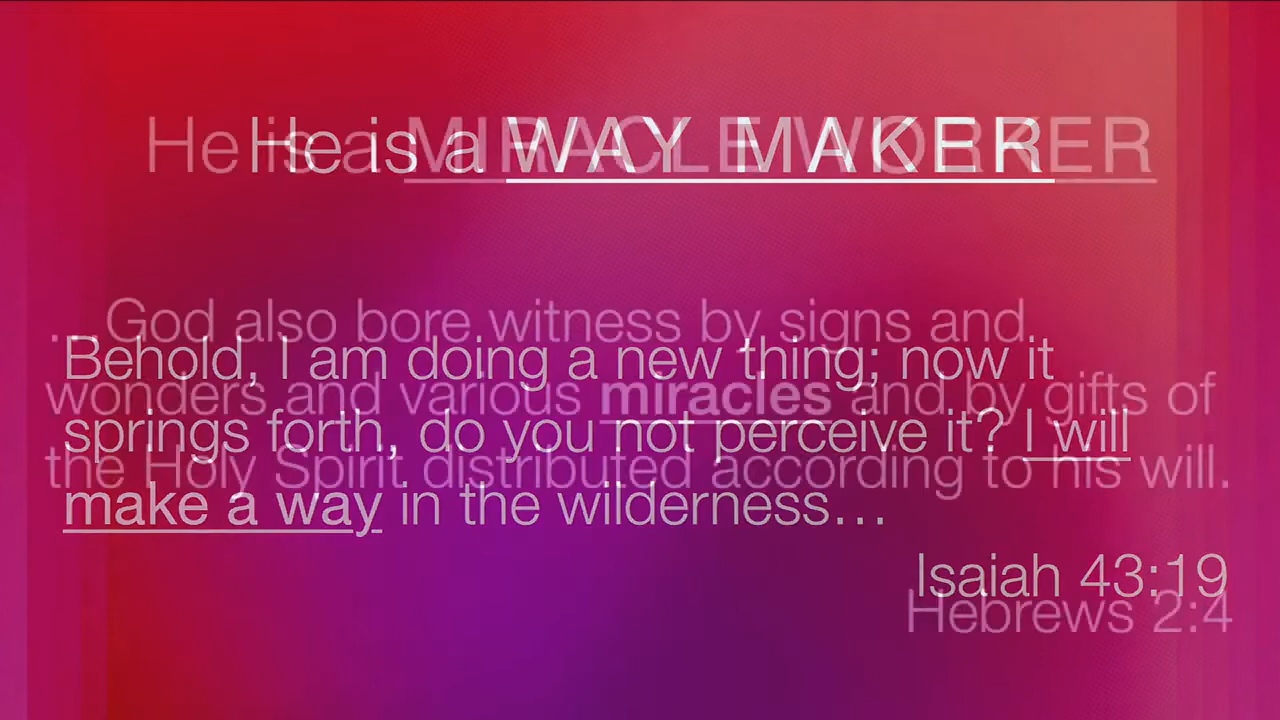 He is a WAY MAKER
Behold, I am doing a new thing; now it
springs forth, do you not perceive it? I will
make a way in the wilderness...
Isaiah 43:19
He is a MIRACLE WORKER
...God also bore witness by signs and
wonders and various miracles and by gifts of
the Holy Spirit distributed according to his will.
Hebrews 2:4